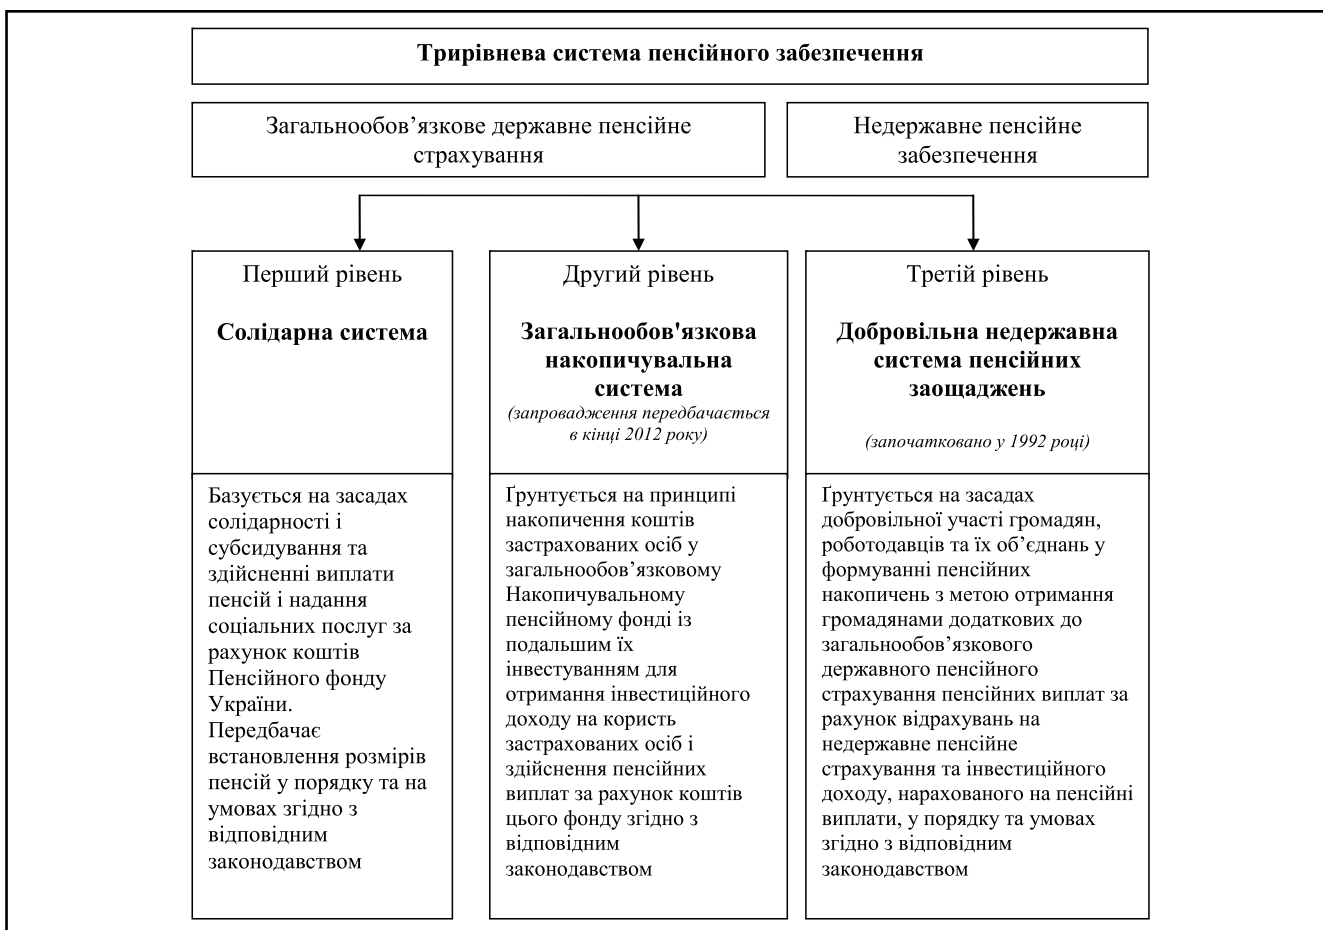 Трирівнева система пенсійного забезпечення
Загальнообов’язкове державне пенсійне
страхування
Недержавне пенсійне
забезпечення
Перший рівень
Солідарна система
Другий рівень
Загальнообов'язкова
накопичувальна
система
(запровадження передбачається
в кінці 2012 року)
Третій рівень
Добровільна недержавна
система пенсійних
заощаджень
(започатковано у 1992 році)
Базується на засадах
солідарності і
субсидування та
здійсненні виплати
пенсій і надання
соціальних послуг за
рахунок коштів
Пенсійного фонду
України.
Передбачає
встановлення розмірів
пенсій у порядку та на
умовах згідно з
відповідним
законодавством
Ґрунтується на принципі
накопичення коштів
застрахованих осіб у
загальнообов’язковому
Накопичувальному
пенсійному фонді із
подальшим їх
інвестуванням для
отримання інвестиційного
доходу на користь
застрахованих осіб і
здійснення пенсійних
виплат за рахунок коштів
цього фонду згідно з
відповідним
законодавством
Ґрунтується на засадах
добровільної участі громадян,
роботодавців та їх об’єднань у
формуванні пенсійних
накопичень з метою отримання
громадянами додаткових до
загальнообов’язкового
державного пенсійного
страхування пенсійних виплат за
рахунок відрахувань на
недержавне пенсійне
страхування та інвестиційного
доходу, нарахованого на пенсійні
виплати, у порядку та умовах
згідно з відповідним
законодавством